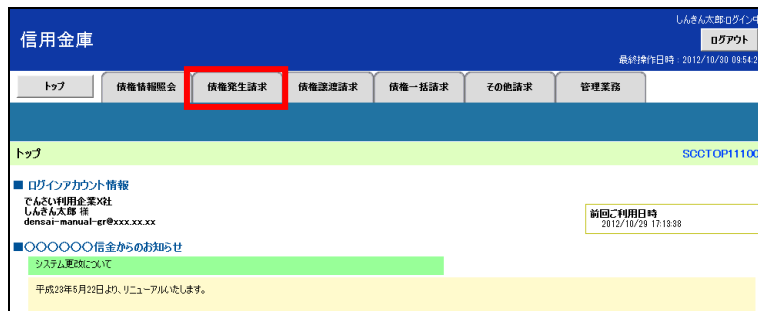 しんきん太郎ログイン中
信用金庫
ログアウト
最終操作日時：2012/10/30 09:54:2
トップ 債権情報照会 債権発生請求 債権譲渡請求 債権一括請求 その他請求 管理業務
トップ SCCTOP11100
■ ログインアカウント情報
でんさい利用企業X社
しんきん太郎 様
densai-manual-gr@xxx.xx.xx
前回ご利用日時
2012/10/29 17:13:38
■〇〇〇〇〇〇信金からのお知らせ
システム更改について
平成23年5月22日より、リニューアルいたします。